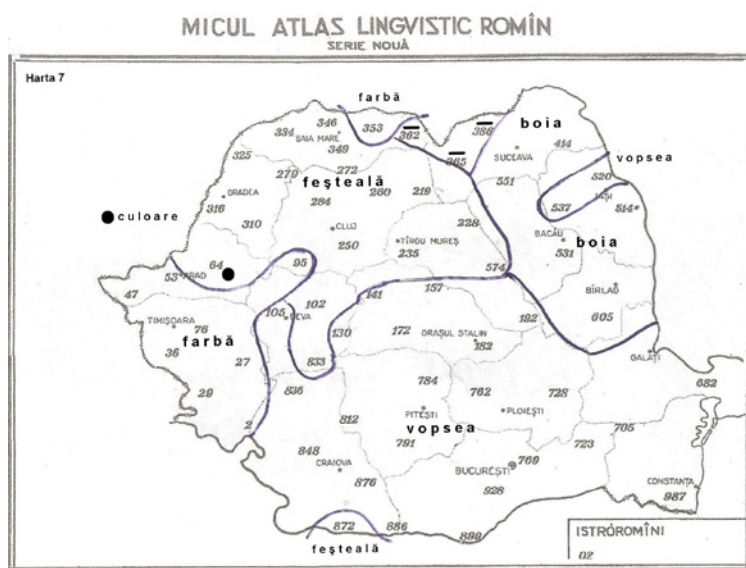 MICUL ATLAS LINGVISTIC ROMÎN
SERIE NOUĂ
Harta 7
farbă
346
334
353
BAIA MARE
349
362
386
boia
414
SUCEAVA
325
279
272
365
551
vopsea
520
feșteală
ORADEA
316
284
260
219
537
IAȘI
514
culoare
310
CLUJ
228
BACĂU
boia
250
TÎRGU MUREȘ
235
531
64
95
574
53
ARAD
47
141
157
BÎRLAD
102
105
DEVA
192
605
TIMIȘOARA
76
130
172
ORAȘUL STALIN
182
farbă
36
27
833
GALAȚI
29
836
784
762
728
682
2
812
PITEȘTI
PLOIEȘTI
vopsea
791
723
705
848
CRAIOVA
BUCUREȘTI
769
876
928
CONSTANȚA
987
872
886
899
feșteală
ISTROROMÎNI
02